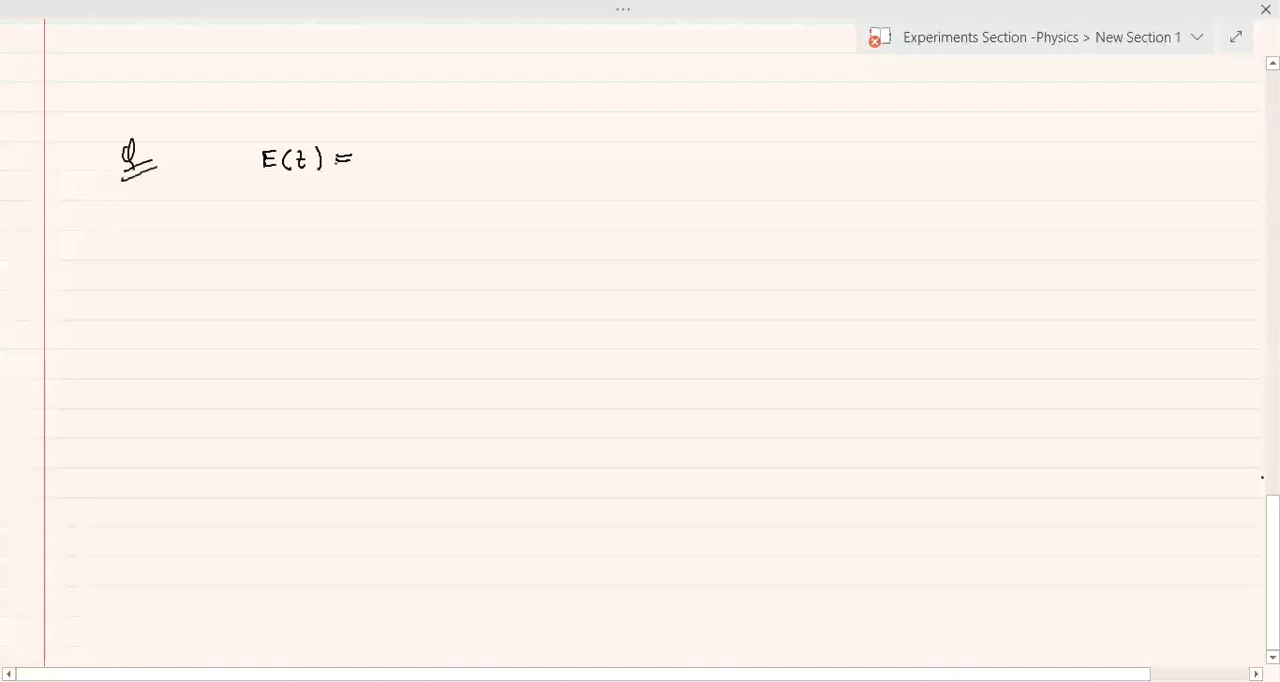 Experiments Section -Physics > New Section 1
Q E(t) =